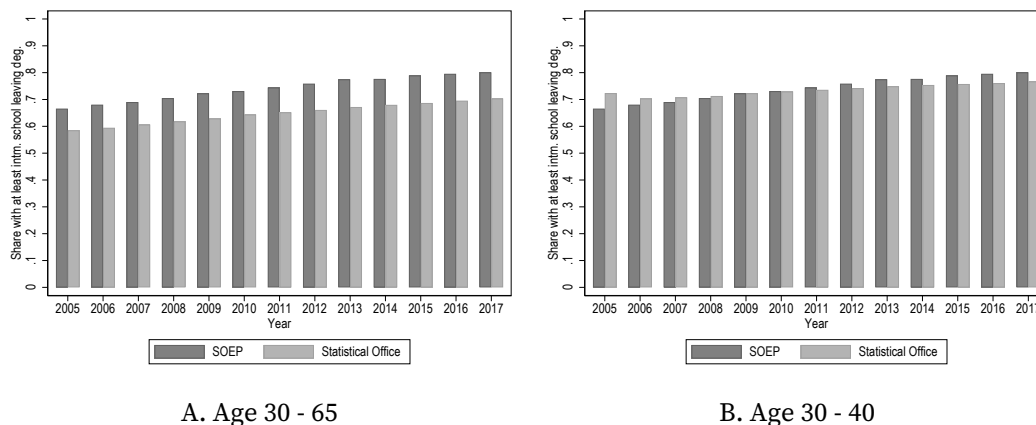 Share with at least intm. school leaving deg.
0 .1 .2 .3 .4 .5 .6 .7 .8 .9 1
2005 2006 2007 2008 2009 2010 2011 2012 2013 2014 2015 2016 2017
Year
SOEP Statistical Office
A. Age 30 - 65
Share with at least intm. school leaving deg.
0 .1 .2 .3 .4 .5 .6 .7 .8 .9 1
2005 2006 2007 2008 2009 2010 2011 2012 2013 2014 2015 2016 2017
Year
SOEP Statistical Office
B. Age 30 - 40